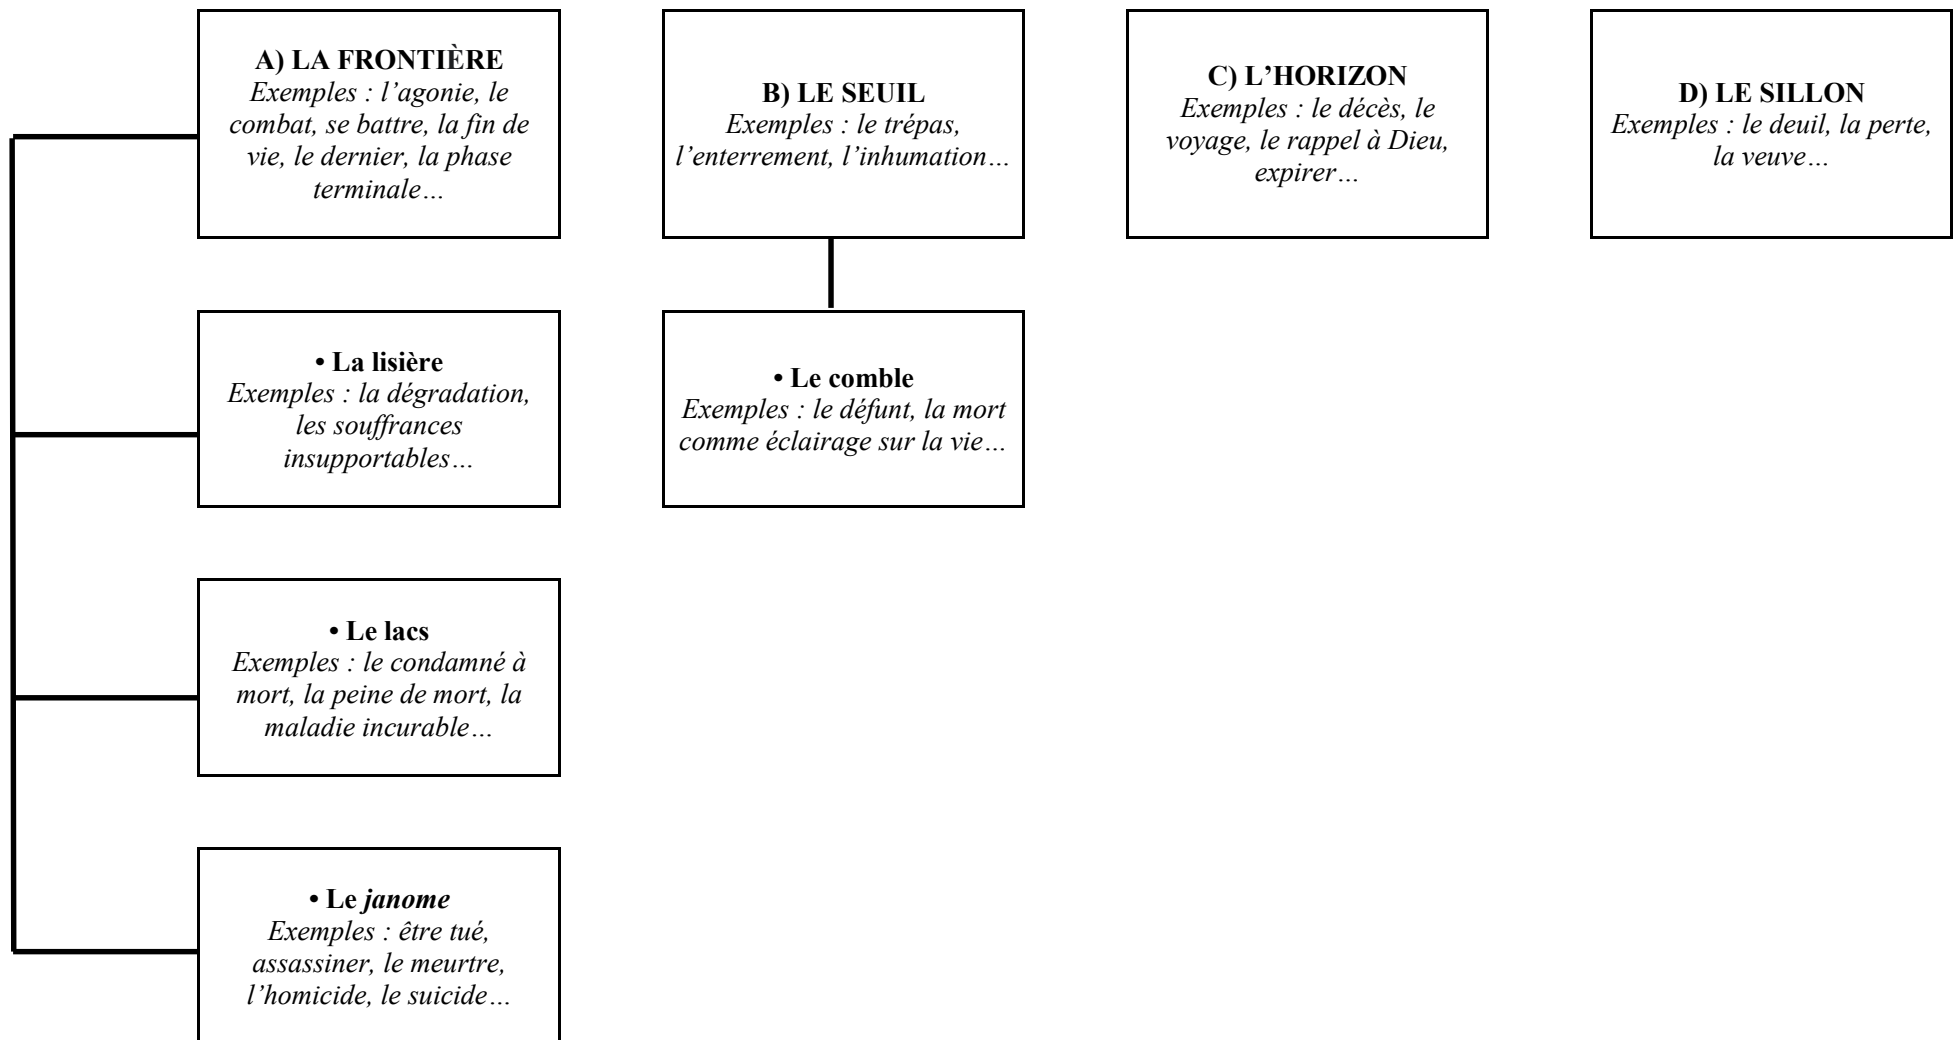 A) LA FRONTIÈRE
Exemples : l’agonie, le
combat, se battre, la fin de
vie, le dernier, la phase
terminale…
B) LE SEUIL
Exemples : le trépas,
l’enterrement, l’inhumation…
C) L’HORIZON
Exemples : le décès, le
voyage, le rappel à Dieu,
expirer…
D) LE SILLON
Exemples : le deuil, la perte,
la veuve…
• La lisière
Exemples : la dégradation,
les souffrances
insupportables…
• Le comble
Exemples : le défunt, la mort
comme éclairage sur la vie…
• Le lacs
Exemples : le condamné à
mort, la peine de mort, la
maladie incurable…
• Le janome
Exemples : être tué,
assassiner, le meurtre,
l’homicide, le suicide…